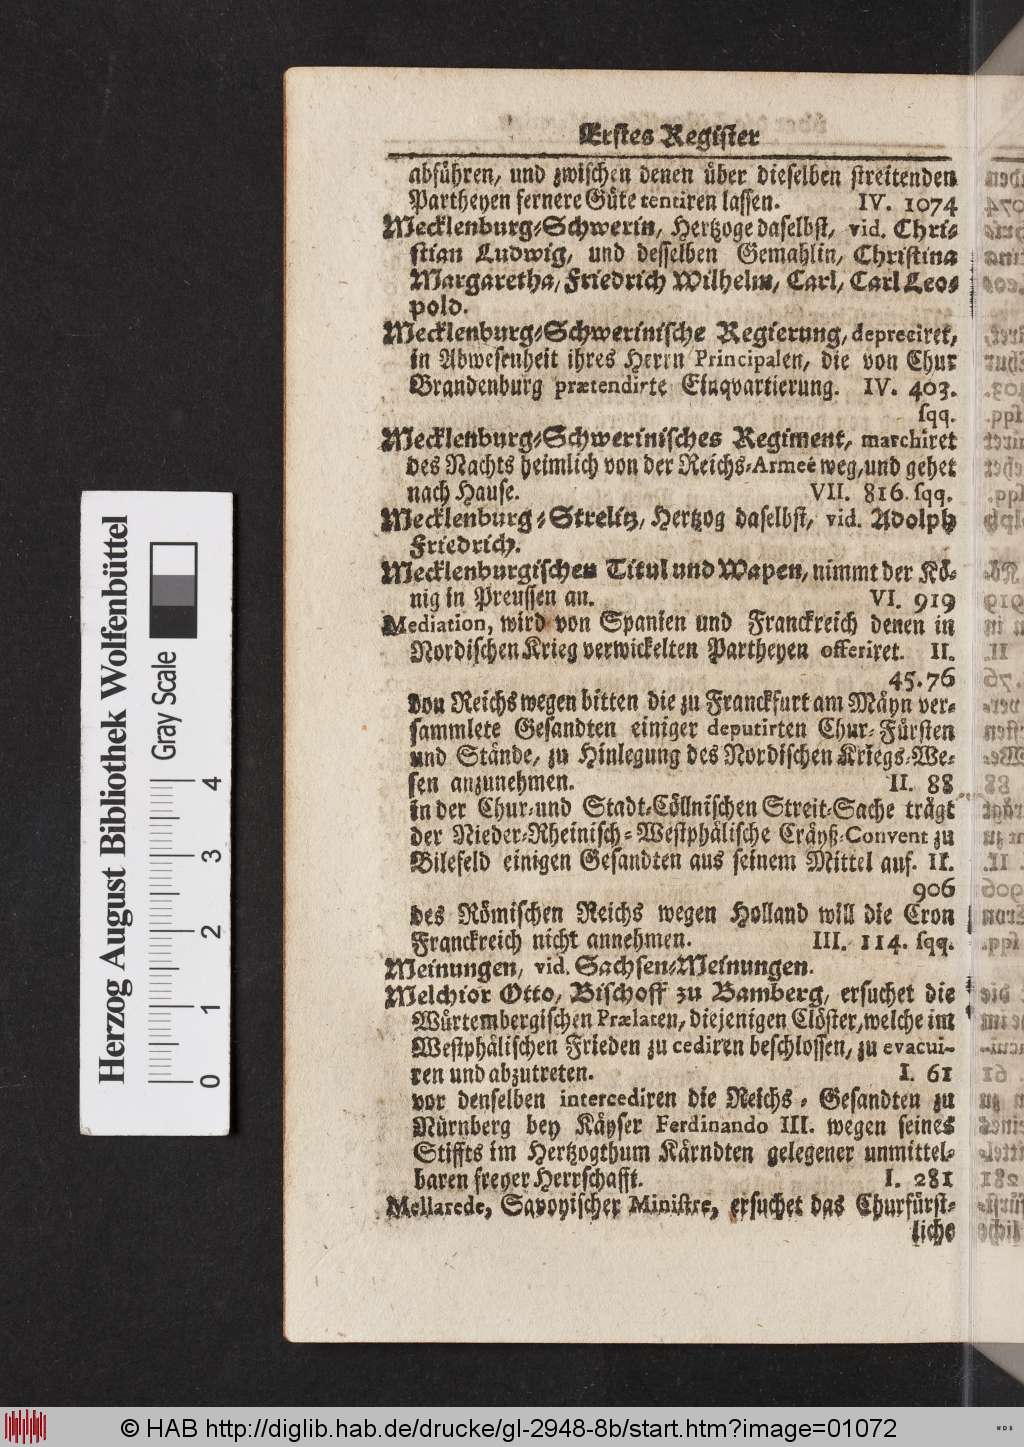 Erstes Register
abführen, und zwischen denen über dieselben streitenden
Partheyen fernere Güte tentiren lassen. IV. 1074
Mecklenburg-Schwerin, Hertzoge daselbst, vid. Chri-
stian Ludwig, und desselben Gemahlin, Christina
Margaretha, Friedrich Wilhelm, Carl, Carl Leo-
pold.
Mecklenburg-Schwerinische Regierung, depreciret,
in Abwesenheit ihres Herrn Principalen, die von Chur
Brandenburg prætendirte Einqvartierung. IV. 403.
sqq.
Mecklenburg-Schwerinisches Regiment, marchiret
des Nachts heimlich von der Reichs-Armeé weg, und gehet
nach Hause. VII. 816. sqq.
Mecklenburg-Strelitz, Hertzog daselbst, vid. Adolph
Friedrich.
Mecklenburgischen Titul und Wapen, nimmt der Kö-
nig in Preussen an. VI. 919
Mediation, wird von Spanien und Franckreich denen in
Nordischen Krieg verwickelten Partheyen offeriret. II.
45. 76
von Reichs wegen bitten die zu Franckfurt am Mäyn ver-
sammlete Gesandten einiger deputirten Chur-Fürsten
und Stände, zu Hinlegung des Nordischen Kriegs-We-
sen anzunehmen. II. 88
in der Chur-und Stadt-Cöllnischen Streit-Sache trägt
der Nieder-Rheinisch-Westphälische Cräyß-Convent zu
Bilefeld einigen Gesandten aus seinem Mittel auf. II.
906
des Römischen Reichs wegen Holland will die Cron
Franckreich nicht annehmen. III. 114. sqq.
Meinungen, vid. Sachsen-Meinungen.
Melchior Otto, Bischoff zu Bamberg, ersuchet die
Würtembergischen Prælaten, diejenigen Clöster, welche im
Westphälischen Frieden zu cediren beschlossen, zu evacui-
ren und abzutreten. I. 61
vor denselben intercediren die Reichs-Gesandten zu
Nürnberg bey Käyser Ferdinando III. wegen seines
Stiffts im Hertzogthum Kärndten gelegener unmittel-
baren freyer Herrschafft. I. 281
Mellarede, Savoyischer Ministre, ersuchet das Churfürst-
liche
Herzog August Bibliothek Wolfenbüttel
Gray Scale
0 1 2 3 4
© HAB http://diglib.hab.de/drucke/gl-2948-8b/start.htm?image=01072